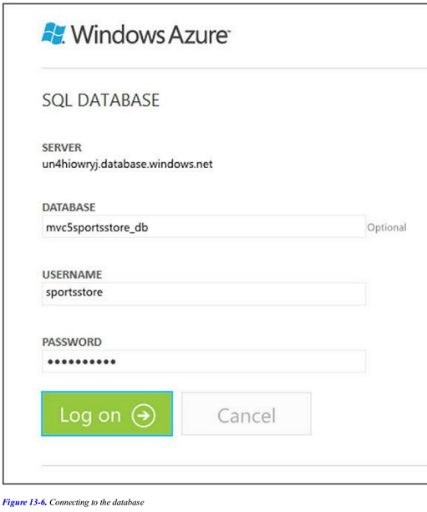 Windows Azure
SQL DATABASE
SERVER
un4hiowryj.database.windows.net
DATABASE
mvc5sportsstore_db Optional
USERNAME
sportsstore
PASSWORD
••••••••••
Log on
Cancel
Figure 13-6. Connecting to the database